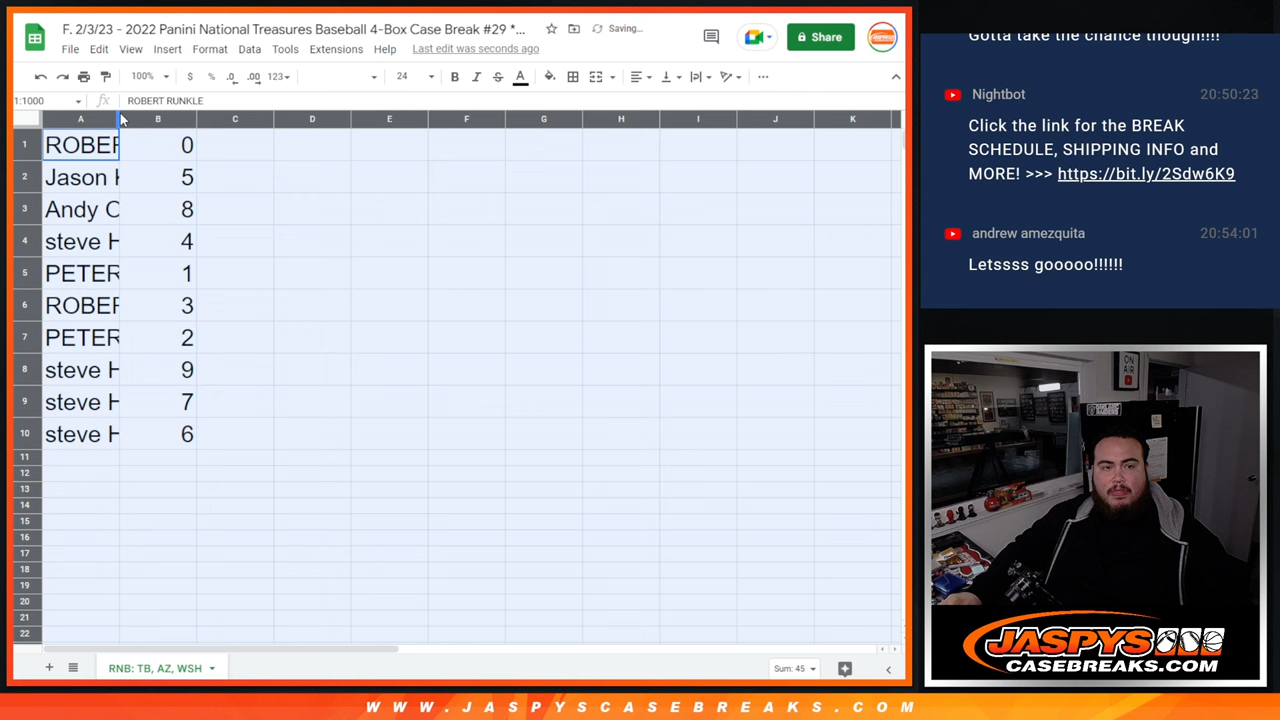 F. 2/3/23 - 2022 Panini National Treasures Baseball 4-Box Case Break #29 *...
Saving...
Share
File Edit View Insert Format Data Tools Extensions Help Last edit was seconds ago
100% $ % .0 .00 123 24 B I S A
1:1000 fx ROBERT RUNKLE
A B C D E F G H I J K
1 ROBER 0
2 Jason 5
3 Andy 8
4 steve H 4
5 PETER 1
6 ROBER 3
7 PETER 2
8 steve H 9
9 steve H 7
10 steve H 6
11
12
13
14
15
16
17
18
19
20
21
22
RNB: TB, AZ, WSH
Sum: 45
Gotta take the chance though!!!!
Nightbot 20:50:23
Click the link for the BREAK
SCHEDULE, SHIPPING INFO and
MORE! >>> https://bit.ly/2Sdw6K9
andrew amezquita 20:54:01
Letssss gooooo!!!!!!
ON
AIR
JASPYS
CASEBREAKS.COM
WWW.JASPYSCASEBREAKS.COM